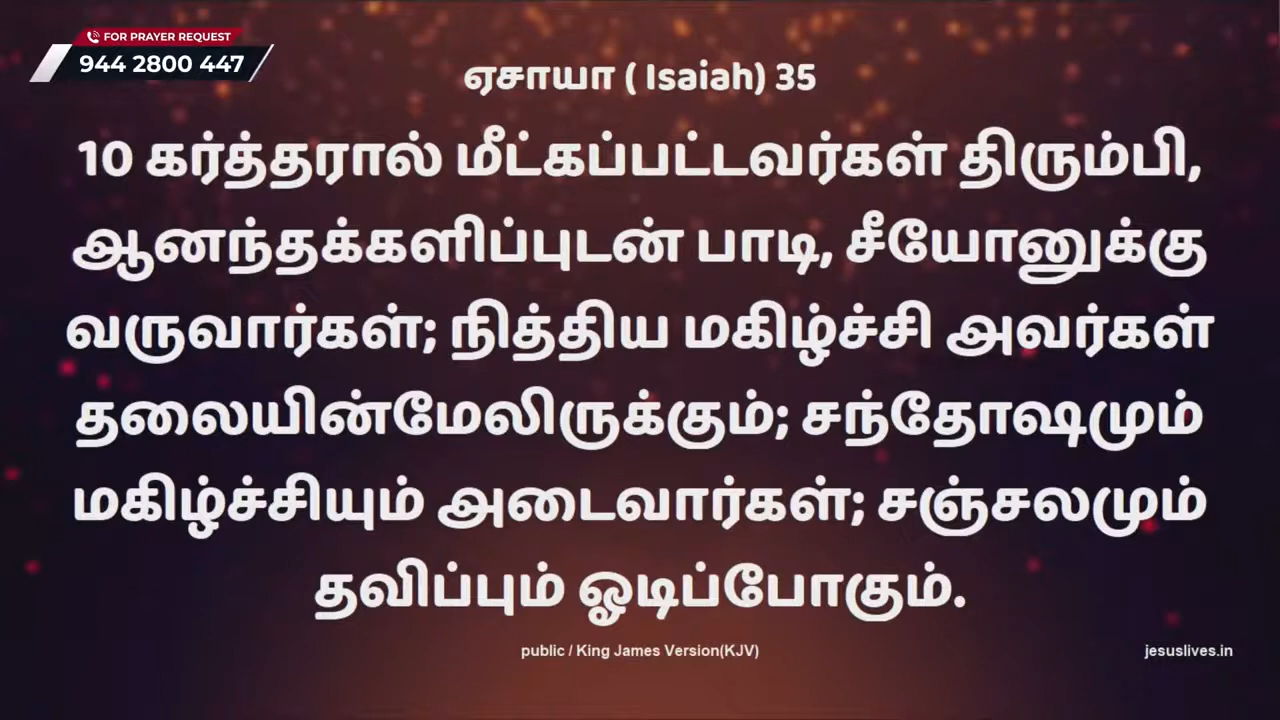 FOR PRAYER REQUEST
944 2800 447
ஏசாயா ( Isaiah) 35
10 கர்த்தரால் மீட்கப்பட்டவர்கள் திரும்பி,
ஆனந்தக்களிப்புடன் பாடி, சீயோனுக்கு
வருவார்கள்; நித்திய மகிழ்ச்சி அவர்கள்
தலையின்மேலிருக்கும்; சந்தோஷமும்
மகிழ்ச்சியும் அடைவார்கள்; சஞ்சலமும்
தவிப்பும் ஓடிப்போகும்.
public / King James Version(KJV)
jesuslives.in